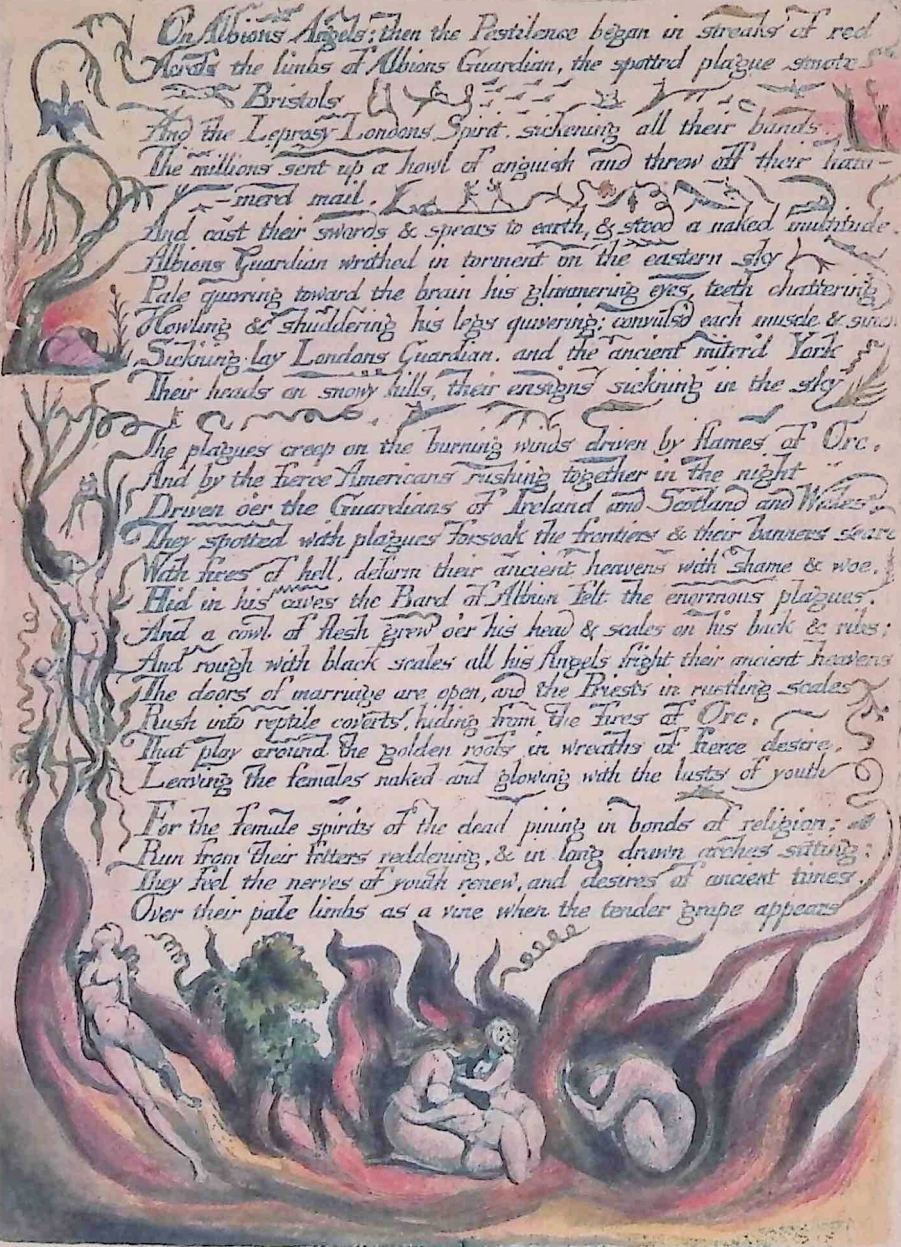 On Albions Angels: then the Pestilence began in streaks of red
Across the limbs of Albions Guardian, the spotted plague smote
Bristols
And the Leprosy Londons Spirit, sickening all their bands:
The millions sent up a howl of anguish and threw off their ham-
-merd mail,
And cast their swords & spears to earth, & stood a naked multitude.
Albions Guardian writhed in torment on the eastern sky
Pale quivring toward the brain his glimmering eyes, teeth chattering
Howling & shuddering his legs quivering; convuls'd each muscle & sinew
Sick'ning lay Londons Guardian, and the ancient miter'd York
Their heads on snowy hills, their ensigns sick'ning in the sky
The plagues creep on the burning winds driven by flames of Orc,
And by the fierce Americans rushing together in the night
Driven o'er the Guardians of Ireland and Scotland and Wales
They spotted with plagues forsook the frontiers & their banners seard
With fires of hell, deform their ancient heavens with shame & woe.
Hid in his caves the Bard of Albion felt the enormous plagues.
And a cowl of flesh grew o'er his head & scales on his back & ribs;
And rough with black scales all his Angels fright their ancient heavens
The doors of marriage are open, and the Priests in rustling scales
Rush into reptile coverts, hiding from the fires of Orc,
That play around the golden roofs in wreaths of fierce desire,
Leaving the females naked and glowing with the lusts of youth
For the female spirits of the dead pining in bonds of religion;
Run from their fetters reddening, & in long drawn arches sitting:
They feel the nerves of youth renew, and desires of ancient times,
Over their pale limbs as a vine when the tender grape appears